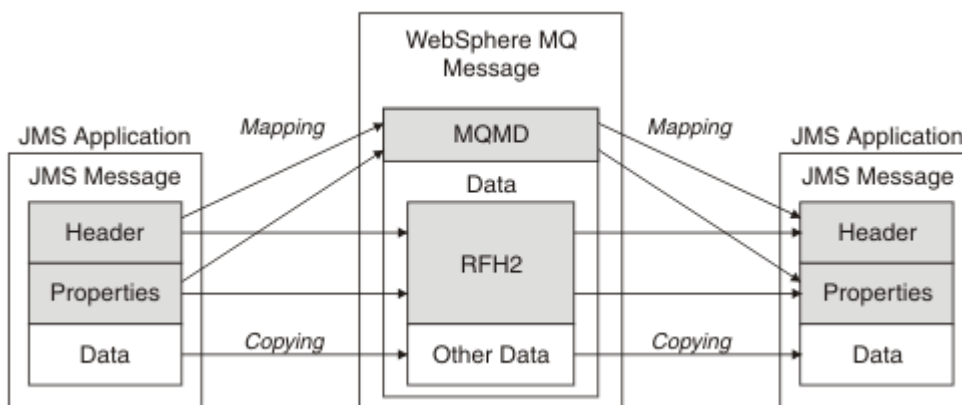 WebSphere MQ
Message
JMS Application
JMS Message
Header
Properties
Data
Mapping
Copying
MQMD
Data
RFH2
Other Data
Mapping
Copying
JMS Application
JMS Message
Header
Properties
Data